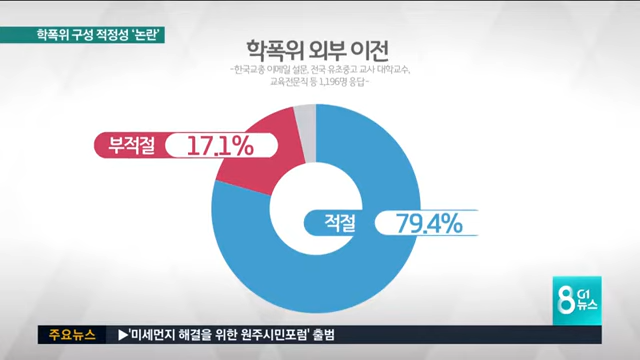 학폭위 구성 적정성 '논란'
학폭위 외부 이전
-한국교총 이메일 설문, 전국 유초중고 교사 대학교수,
교육전문직 등 1,196명 응답-
부적절 17.1%
적절 79.4%
8 G1
뉴스
주요뉴스 ▶'미세먼지 해결을 위한 원주시민포럼' 출범